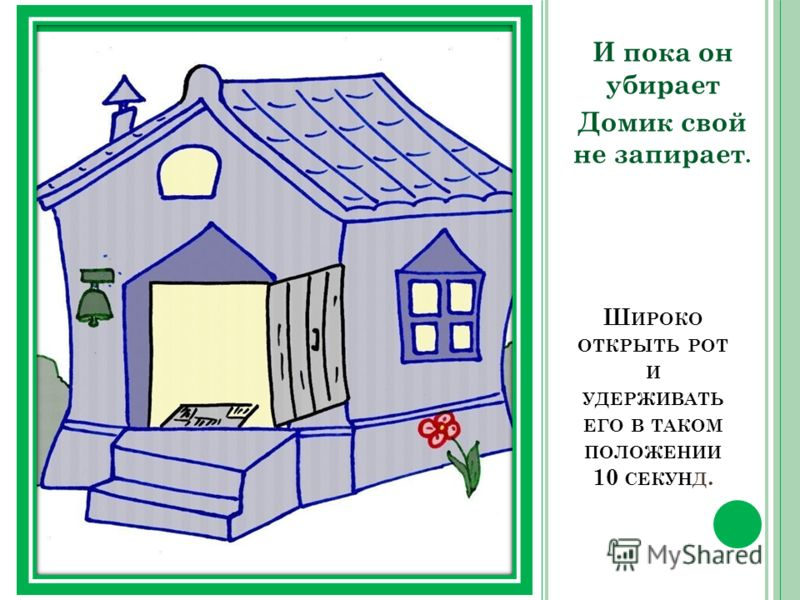 И пока он
убирает
Домик свой
не запирает.
Широко
открыть рот
и
удерживать
его в таком
положении
10 секунд.
MyShared